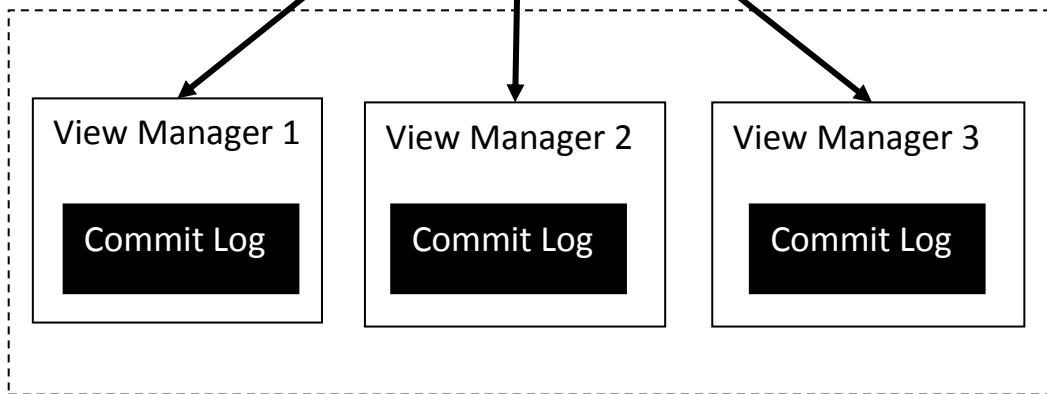 View Manager 1
View Manager 2
View Manager 3
Commit Log
Commit Log
Commit Log